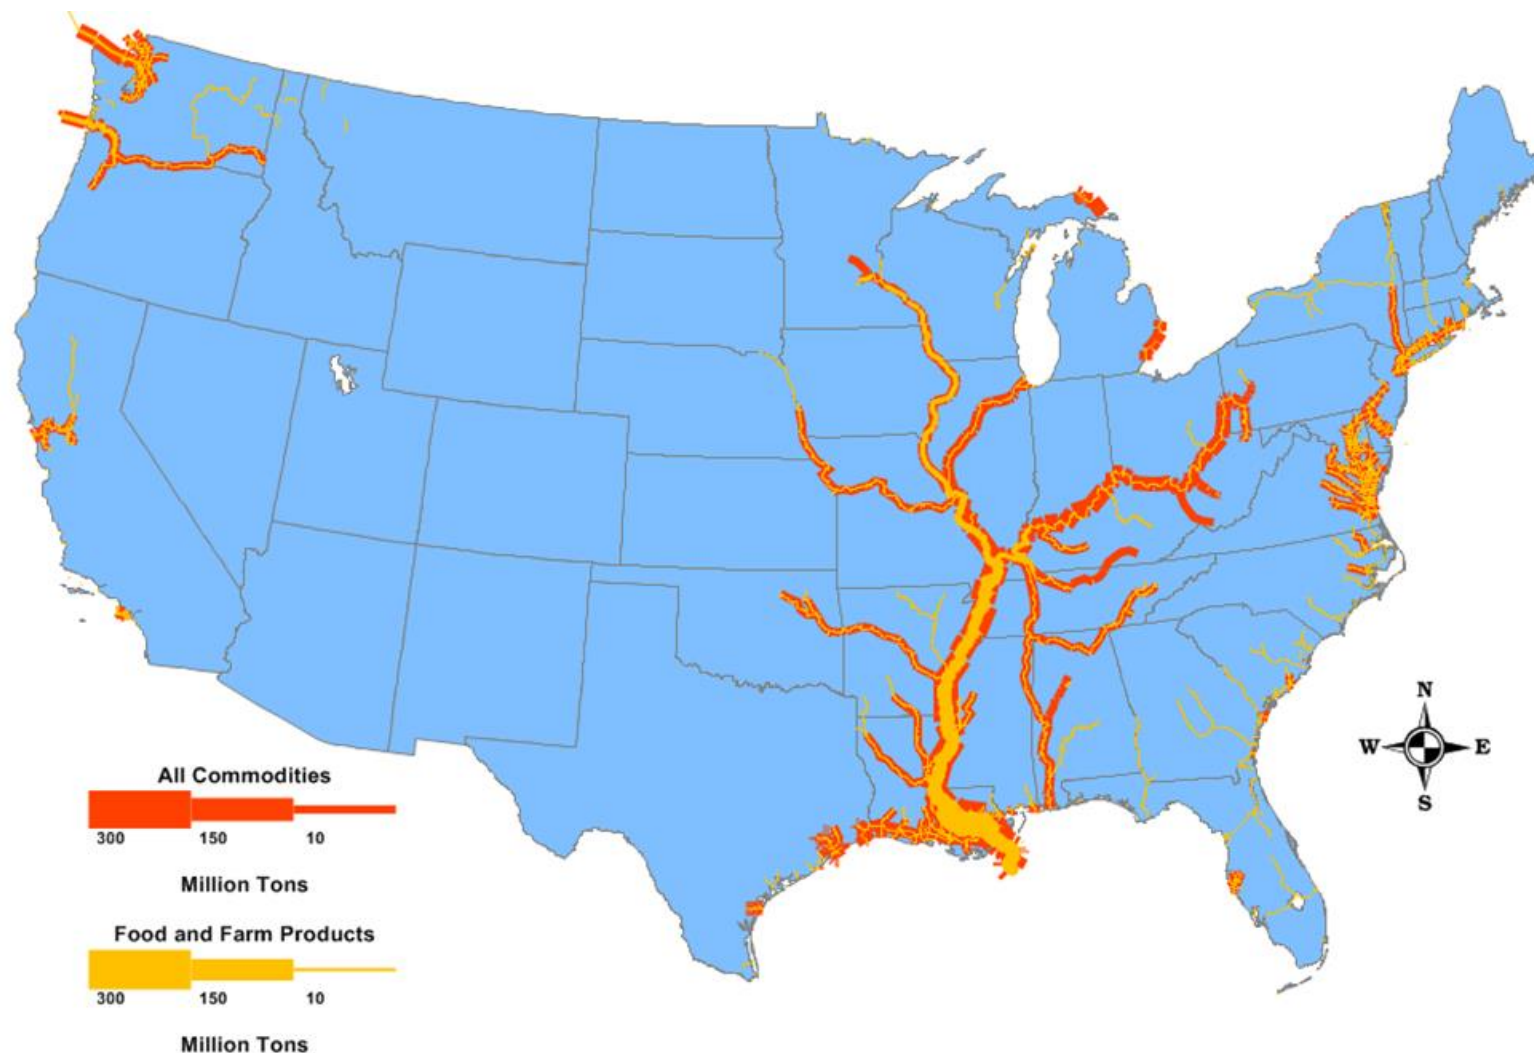 All Commodities
300 150 10
Million Tons
Food and Farm Products
300 150 10
Million Tons
N
W E
S